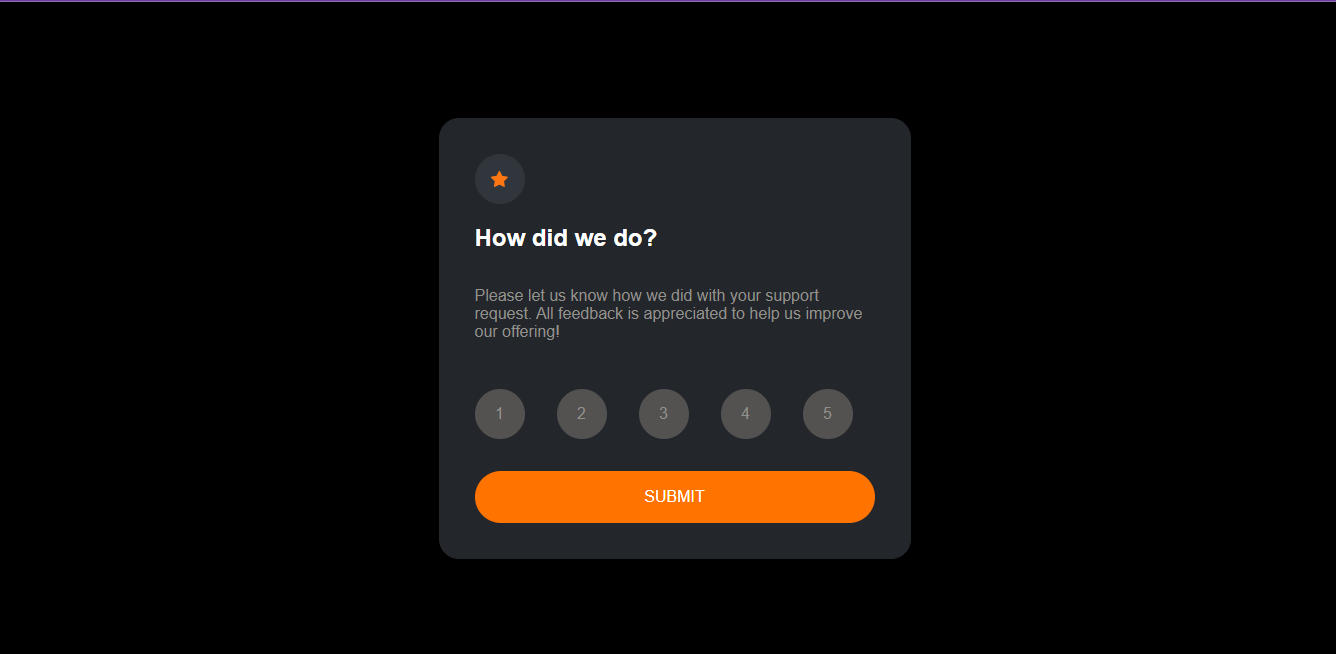 How did we do?
Please let us know how we did with your support
request. All feedback is appreciated to help us improve
our offering!
1 2 3 4 5
SUBMIT